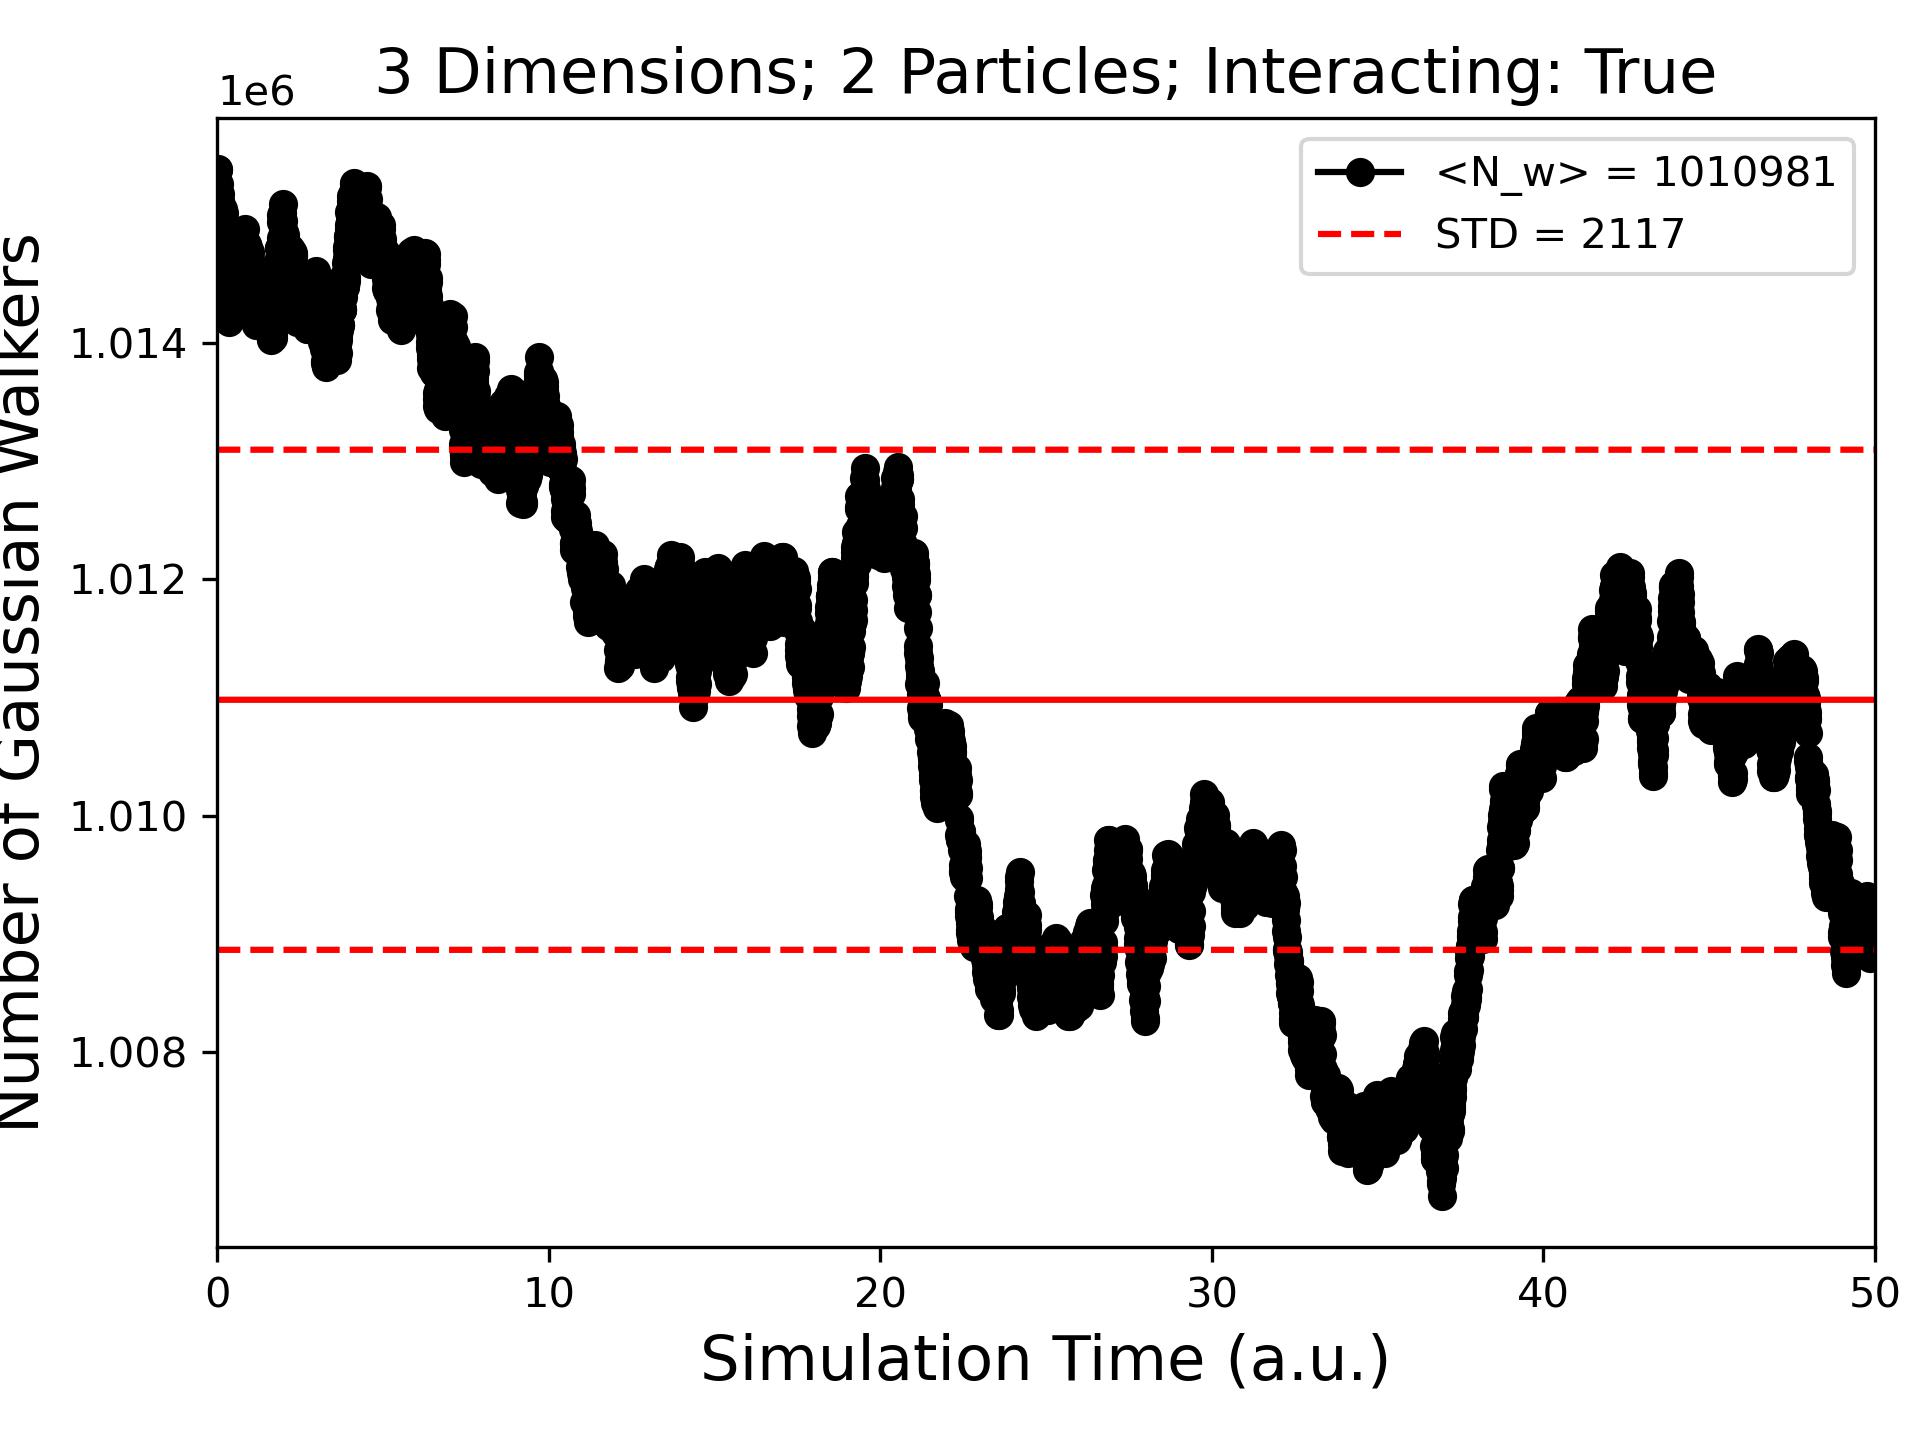 3 Dimensions; 2 Particles; Interacting: True
1e6
<N_w> = 1010981
STD = 2117
Number of Gaussian Walkers
1.014
1.012
1.010
1.008
0 10 20 30 40 50
Simulation Time (a.u.)